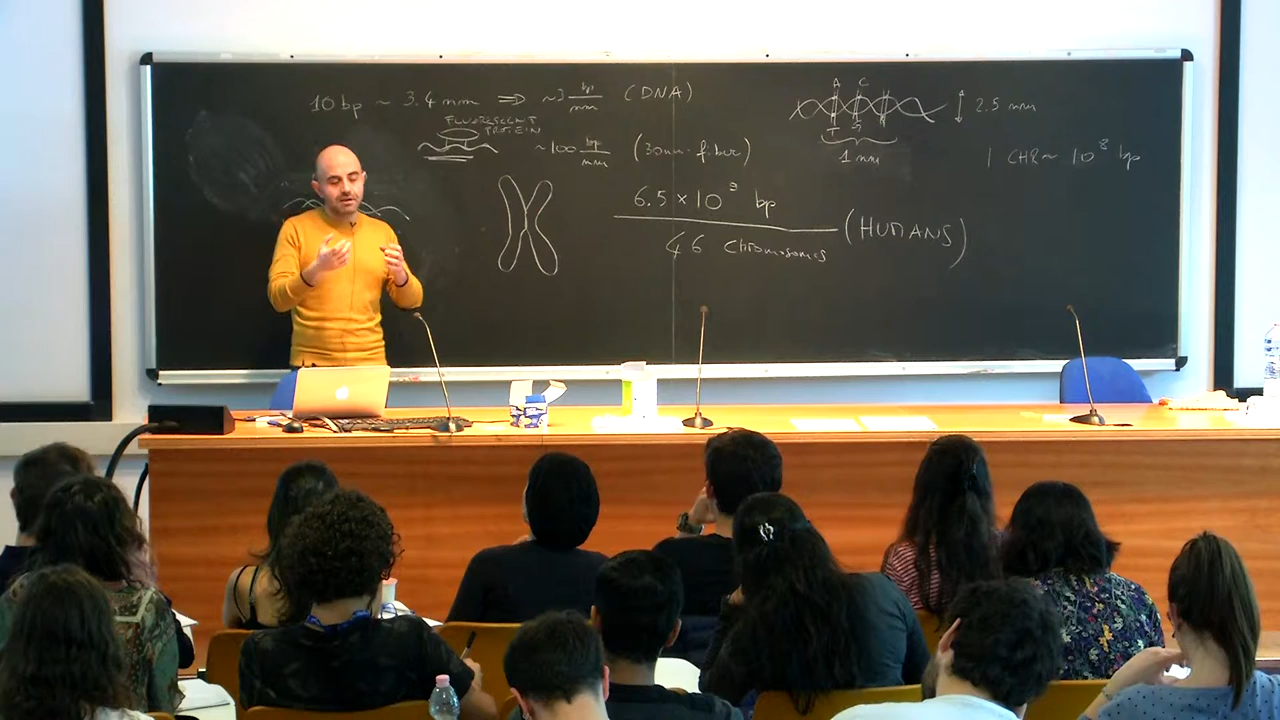 10 bp ~ 3.4 nm ⇒ ~3 bp/nm (DNA)
FLUORESCENT
PROTEIN
~100 bp/nm (30nm-fiber)
6.5 × 10⁹ bp
46 Chromosomes
(HUMANS)
A C
T G
1 nm
2.5 nm
1 CHR ~ 10⁸ bp